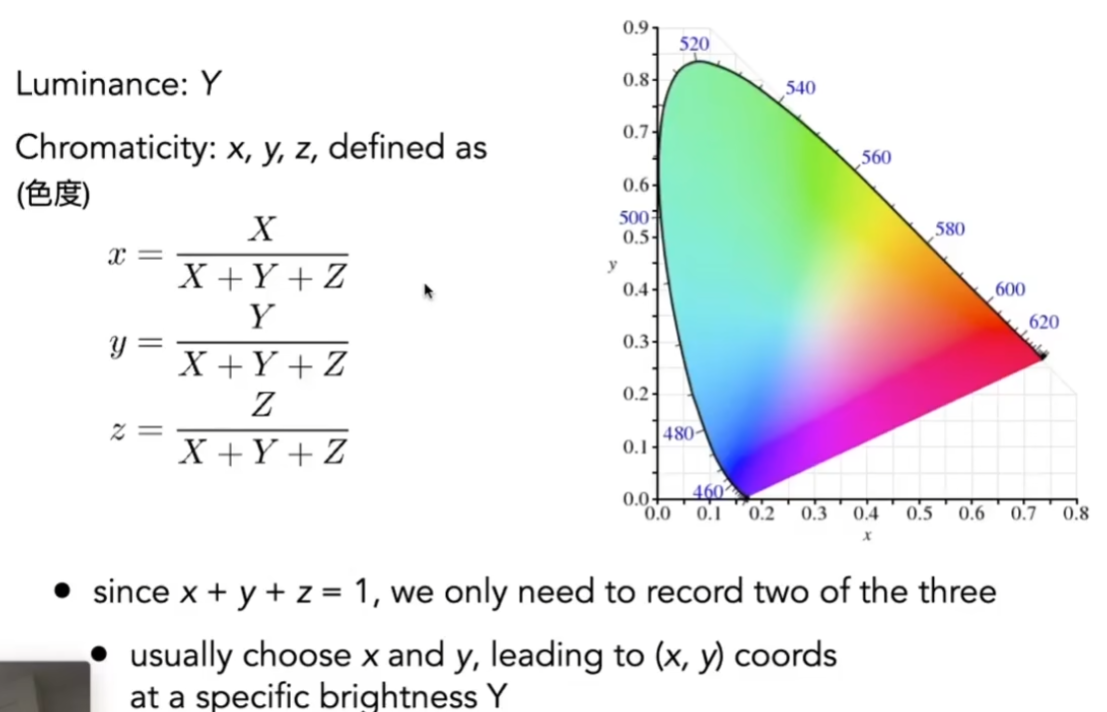 Luminance: Y
Chromaticity: x, y, z, defined as
(色度)
x = X / X + Y + Z
y = Y / X + Y + Z
z = Z / X + Y + Z
0.9
0.8
0.7
0.6
0.5
0.4
0.3
0.2
0.1
0.0
y
520
540
560
580
600
620
500
480
460
0.0 0.1 0.2 0.3 0.4 0.5 0.6 0.7 0.8
x
• since x + y + z = 1, we only need to record two of the three
• usually choose x and y, leading to (x, y) coords
at a specific brightness Y